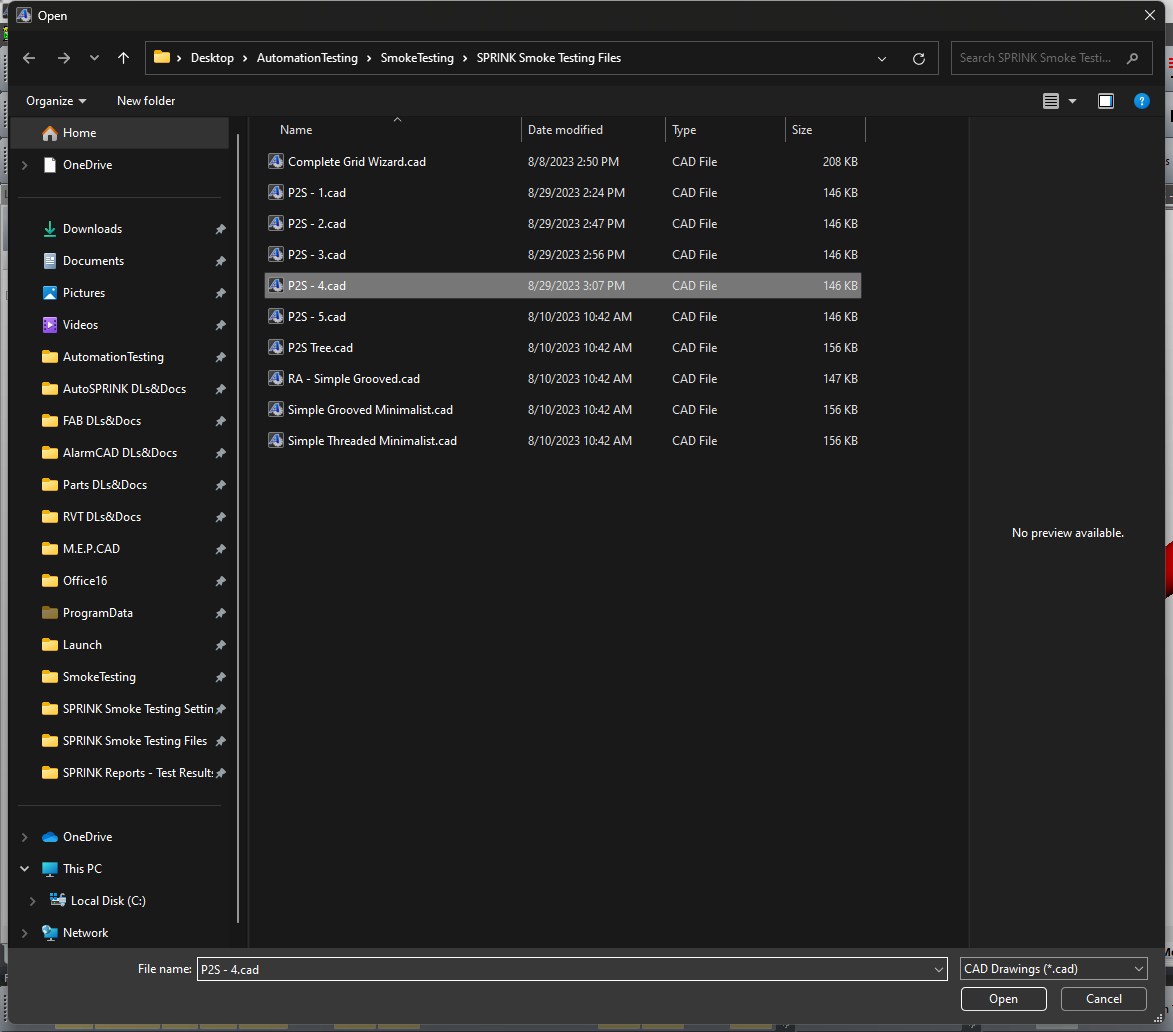 Open
Desktop > AutomationTesting > SmokeTesting > SPRINK Smoke Testing Files
Search SPRINK Smoke Testi...
Organize
New folder
?
Home
OneDrive
Downloads
Documents
Pictures
Videos
AutomationTesting
AutoSPRINK DLs&Docs
FAB DLs&Docs
AlarmCAD DLs&Docs
Parts DLs&Docs
RVT DLs&Docs
M.E.P.CAD
Office16
ProgramData
Launch
SmokeTesting
SPRINK Smoke Testing Settin
SPRINK Smoke Testing Files
SPRINK Reports - Test Results
OneDrive
This PC
Local Disk (C:)
Network
Name Date modified Type Size
Complete Grid Wizard.cad 8/8/2023 2:50 PM CAD File 208 KB
P2S - 1.cad 8/29/2023 2:24 PM CAD File 146 KB
P2S - 2.cad 8/29/2023 2:47 PM CAD File 146 KB
P2S - 3.cad 8/29/2023 2:56 PM CAD File 146 KB
P2S - 4.cad 8/29/2023 3:07 PM CAD File 146 KB
P2S - 5.cad 8/10/2023 10:42 AM CAD File 146 KB
P2S Tree.cad 8/10/2023 10:42 AM CAD File 156 KB
RA - Simple Grooved.cad 8/10/2023 10:42 AM CAD File 147 KB
Simple Grooved Minimalist.cad 8/10/2023 10:42 AM CAD File 156 KB
Simple Threaded Minimalist.cad 8/10/2023 10:42 AM CAD File 156 KB
No preview available.
File name: P2S - 4.cad
CAD Drawings (*.cad)
Open
Cancel